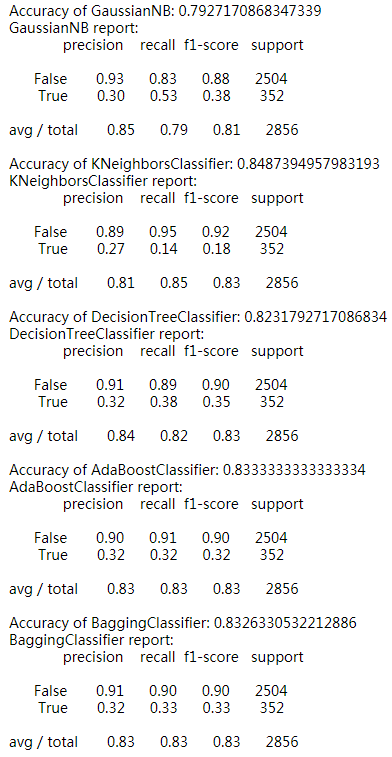 Accuracy of GaussianNB: 0.7927170868347339
GaussianNB report:
precision recall f1-score support
False 0.93 0.83 0.88 2504
True 0.30 0.53 0.38 352
avg / total 0.85 0.79 0.81 2856
Accuracy of KNeighborsClassifier: 0.8487394957983193
KNeighborsClassifier report:
precision recall f1-score support
False 0.89 0.95 0.92 2504
True 0.27 0.14 0.18 352
avg / total 0.81 0.85 0.83 2856
Accuracy of DecisionTreeClassifier: 0.8231792717086834
DecisionTreeClassifier report:
precision recall f1-score support
False 0.91 0.89 0.90 2504
True 0.32 0.38 0.35 352
avg / total 0.84 0.82 0.83 2856
Accuracy of AdaBoostClassifier: 0.8333333333333334
AdaBoostClassifier report:
precision recall f1-score support
False 0.90 0.91 0.90 2504
True 0.32 0.32 0.32 352
avg / total 0.83 0.83 0.83 2856
Accuracy of BaggingClassifier: 0.8326330532212886
BaggingClassifier report:
precision recall f1-score support
False 0.91 0.90 0.90 2504
True 0.32 0.33 0.33 352
avg / total 0.83 0.83 0.83 2856